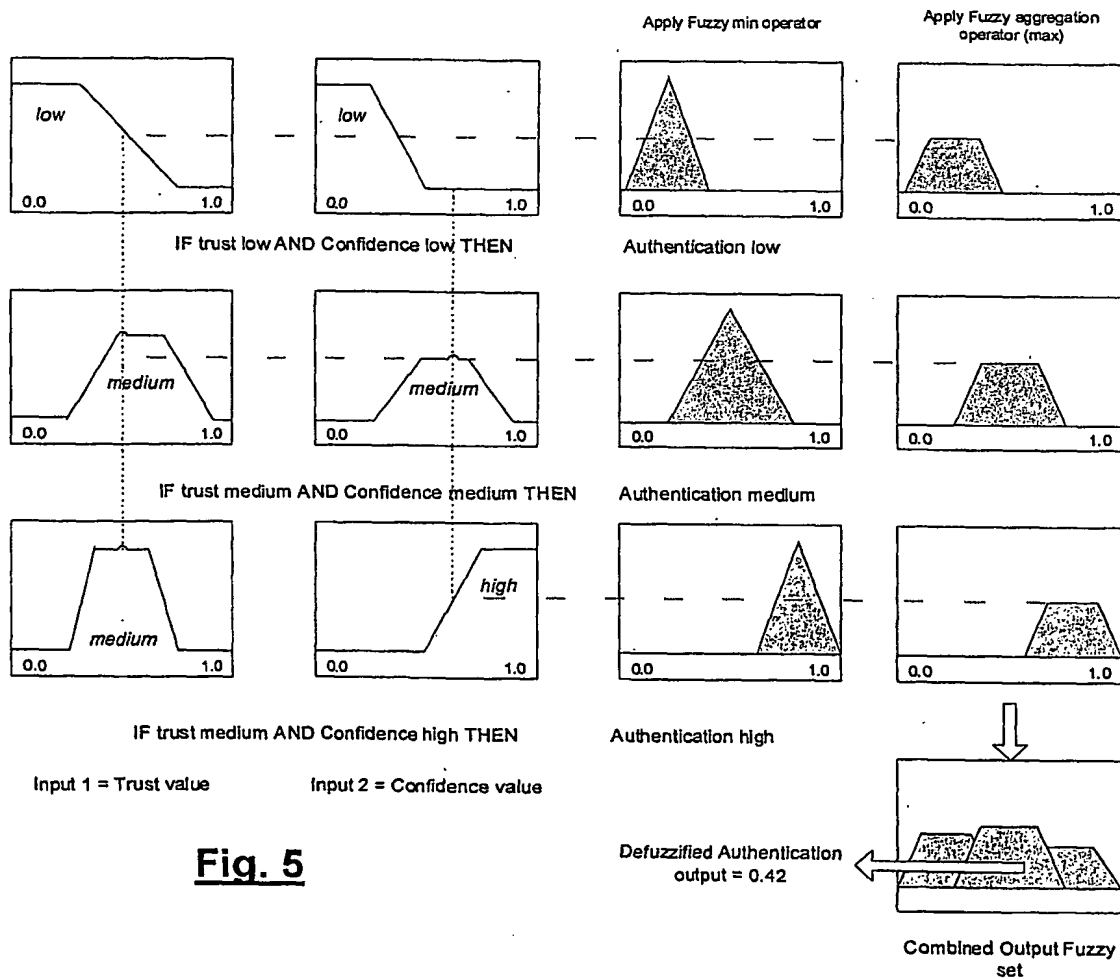 Apply Fuzzy min operator
Apply Fuzzy aggregation
operator (max)
low
0.0
1.0
low
0.0
1.0
0.0
1.0
0.0
1.0
IF trust low AND Confidence low THEN
Authentication low
medium
0.0
1.0
medium
0.0
1.0
0.0
1.0
0.0
1.0
IF trust medium AND Confidence medium THEN
Authentication medium
medium
0.0
1.0
high
0.0
1.0
0.0
1.0
0.0
1.0
IF trust medium AND Confidence high THEN
Authentication high
Input 1 = Trust value
Input 2 = Confidence value
Fig. 5
Defuzzified Authentication
output = 0.42
Combined Output Fuzzy
set